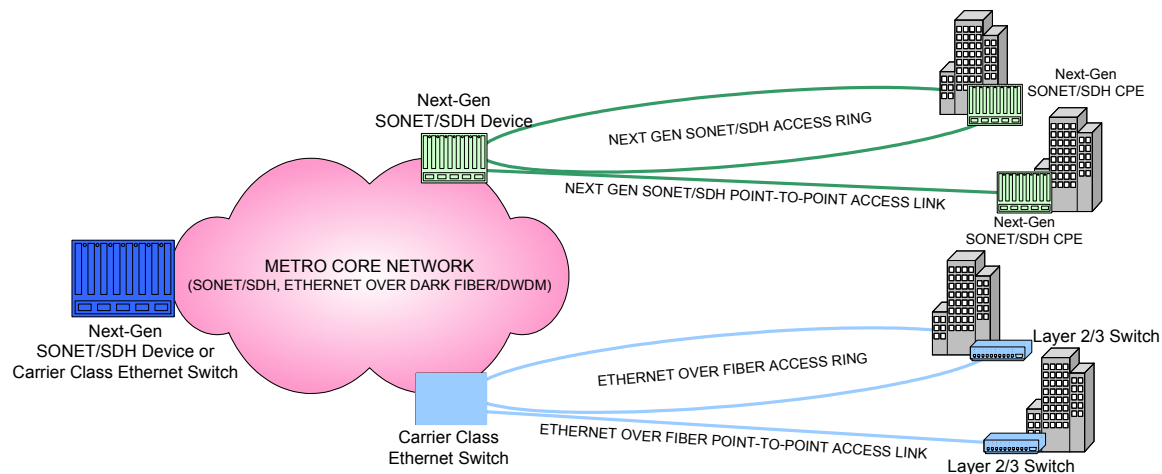 Next-Gen
SONET/SDH Device
NEXT GEN SONET/SDH ACCESS RING
Next-Gen
SONET/SDH CPE
NEXT GEN SONET/SDH POINT-TO-POINT ACCESS LINK
Next-Gen
SONET/SDH CPE
METRO CORE NETWORK
(SONET/SDH, ETHERNET OVER DARK FIBER/DWDM)
Next-Gen
SONET/SDH Device or
Carrier Class Ethernet Switch
ETHERNET OVER FIBER ACCESS RING
Layer 2/3 Switch
Carrier Class
Ethernet Switch
ETHERNET OVER FIBER POINT-TO-POINT ACCESS LINK
Layer 2/3 Switch